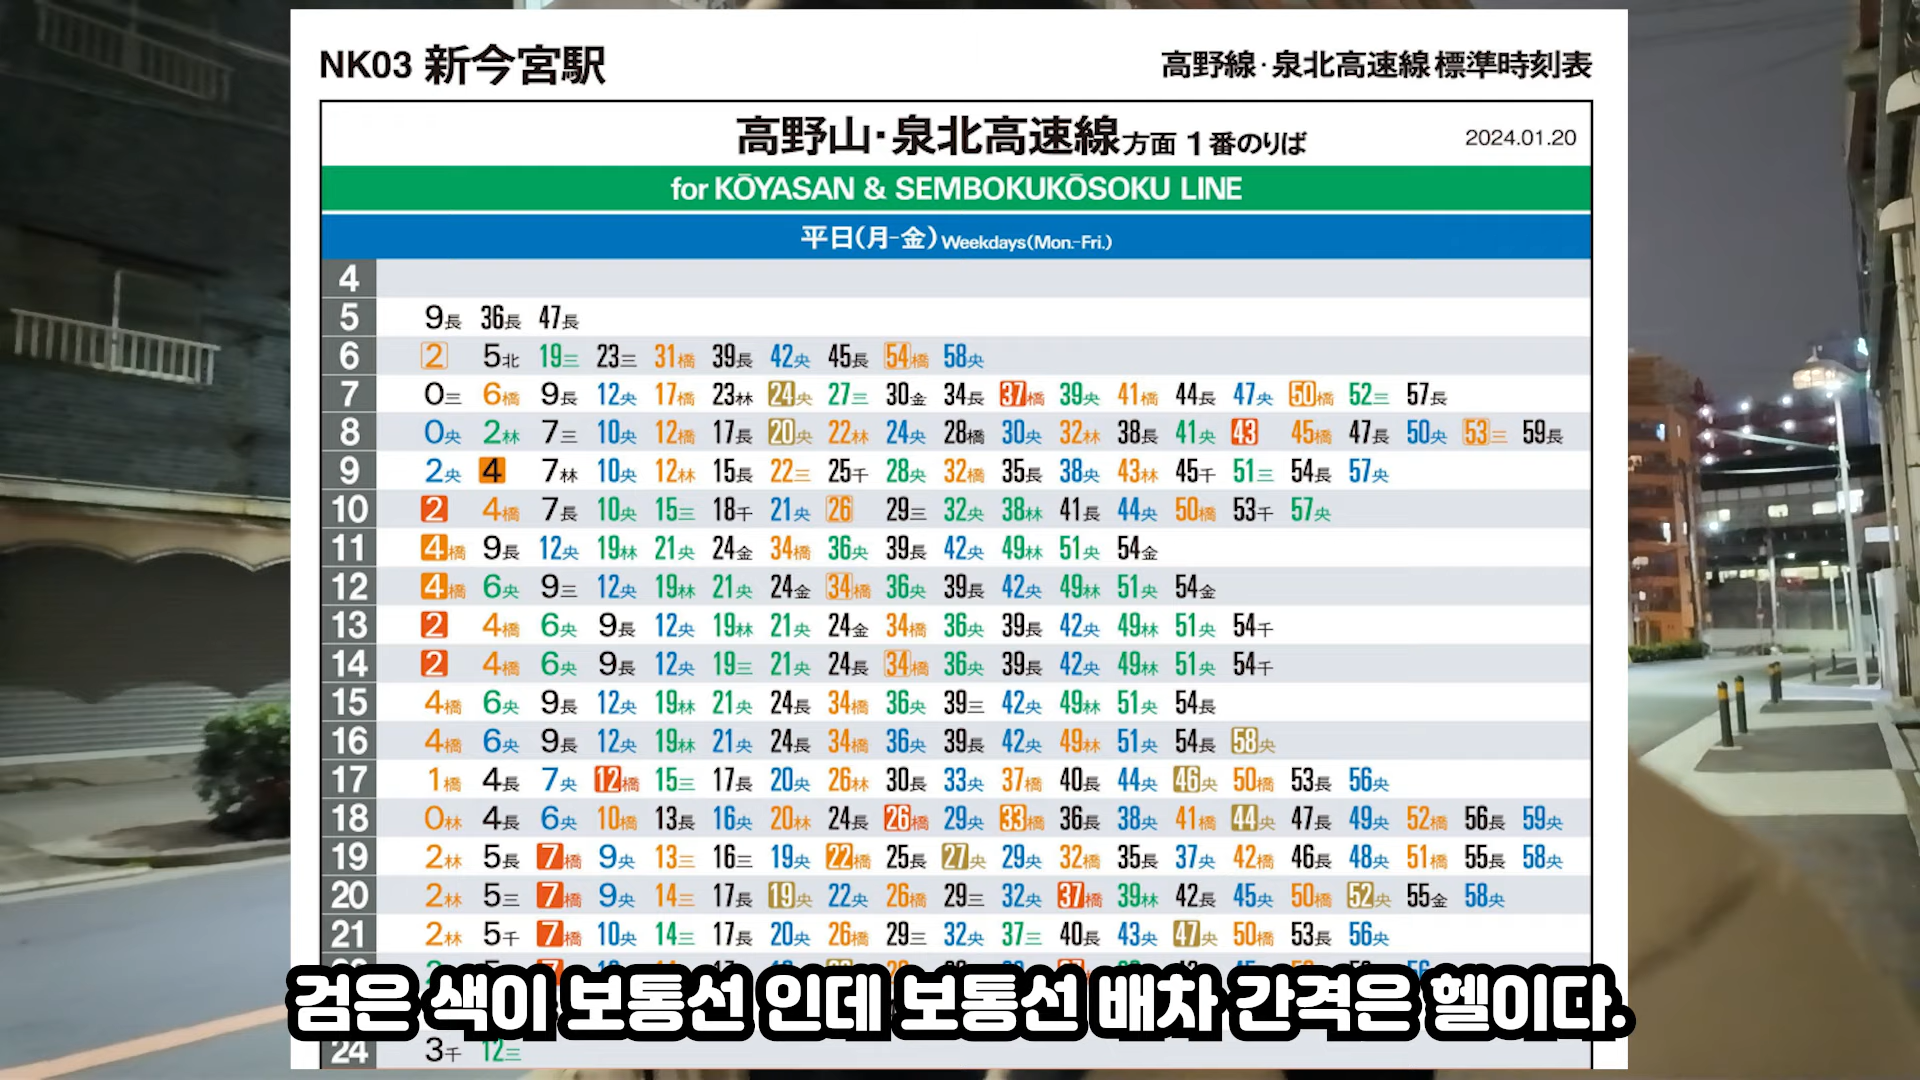 NK03 新今宮駅
高野線·泉北高速線 標準時刻表
高野山·泉北高速線方面 1番のりば
2024.01.20
for KŌYASAN & SEMBOKUKŌSOKU LINE
平日(月-金) Weekdays(Mon.-Fri.)
4
5 9長 36長 47長
6 2 5北 19三 23三 31橋 39長 42央 45長 54橋 58央
7 0三 6橋 9長 12央 17橋 23林 24央 27三 30金 34長 37橋 39央 41橋 44長 47央 50橋 52三 57長
8 0央 2林 7三 10央 12橋 17長 20央 22林 24央 28橋 30央 32林 38長 41央 43 45橋 47長 50央 53三 59長
9 2央 4 7林 10央 12林 15長 22三 25千 28央 32橋 35長 38央 43林 45千 51三 54長 57央
10 2 4橋 7長 10央 15三 18千 21央 26 29三 32央 38林 41長 44央 50橋 53千 57央
11 4橋 9長 12央 19林 21央 24金 34橋 36央 39長 42央 49林 51央 54金
12 4橋 6央 9三 12央 19林 21央 24金 34橋 36央 39長 42央 49林 51央 54金
13 2 4橋 6央 9長 12央 19林 21央 24金 34橋 36央 39長 42央 49林 51央 54千
14 2 4橋 6央 9長 12央 19三 21央 24長 34橋 36央 39長 42央 49林 51央 54千
15 4橋 6央 9長 12央 19林 21央 24長 34橋 36央 39三 42央 49林 51央 54長
16 4橋 6央 9長 12央 19林 21央 24長 34橋 36央 39長 42央 49林 51央 54長 58央
17 1橋 4長 7央 12橋 15三 17長 20央 26林 30長 33央 37橋 40長 44央 46央 50橋 53長 56央
18 0林 4長 6央 10橋 13長 16央 20林 24長 26橋 29央 33橋 36長 38央 41橋 44央 47長 49央 52橋 56長 59央
19 2林 5長 7橋 9央 13三 16三 19央 22橋 25長 27央 29央 32橋 35長 37央 42橋 46長 48央 51橋 55長 58央
20 2林 5三 7橋 9央 14三 17長 19央 22央 26橋 29三 32央 37橋 39林 42長 45央 50橋 52央 55金 58央
21 2林 5千 7橋 10央 14三 17長 20央 26橋 29三 32央 37三 40長 43央 47央 50橋 53長 56央
검은 색이 보통선 인데 보통선 배차 간격은 헬이다.
24 3千 12三